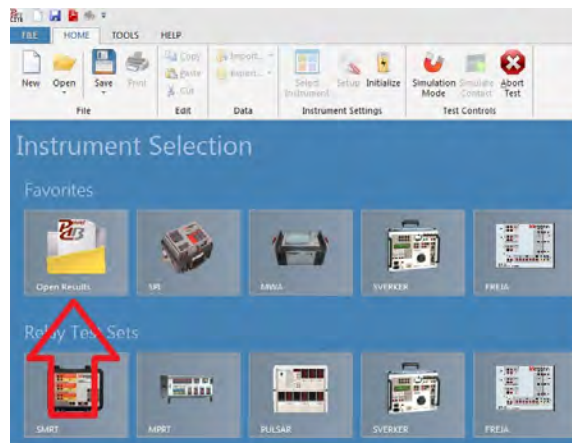 FILE HOME TOOLS HELP
New Open Save Print
Copy
Paste
Cut
Import...
Export...
Select Instrument Setup Initialize
Simulation Mode Simulate Contact Abort Test
File Edit Data Instrument Settings Test Controls
Instrument Selection
Favorites
Open Results SPI MWA SVERKER FREJA
Relay Test Sets
SMRT MPRT PULSAR SVERKER FREJA